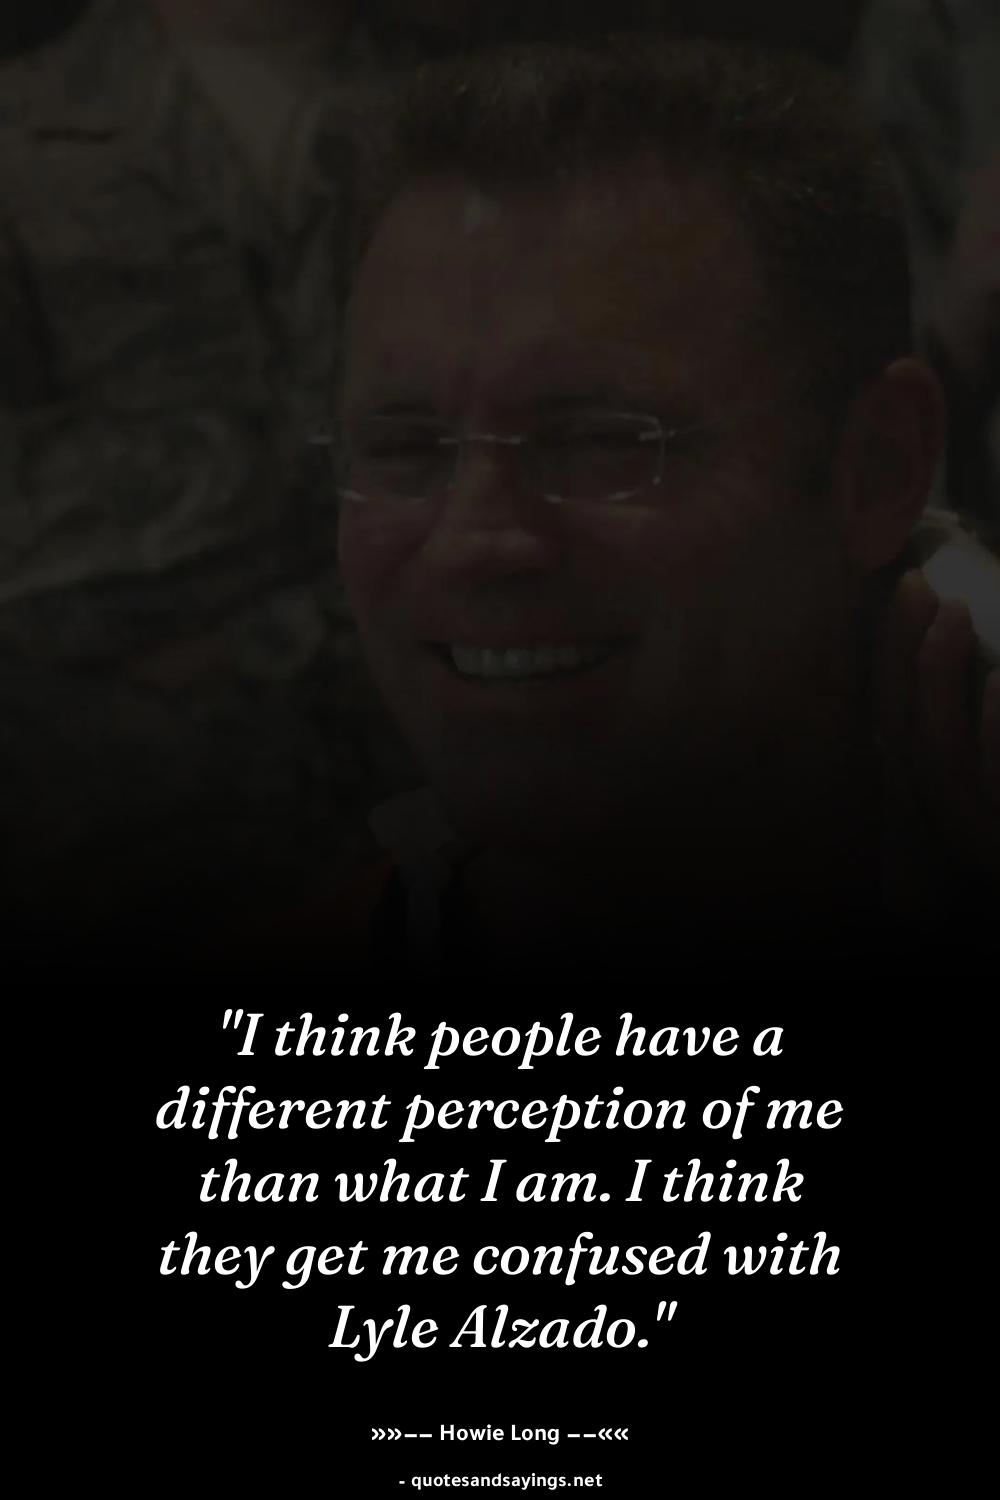 "I think people have a
different perception of me
than what I am. I think
they get me confused with
Lyle Alzado."
»»—— Howie Long ——««
- quotesandsayings.net